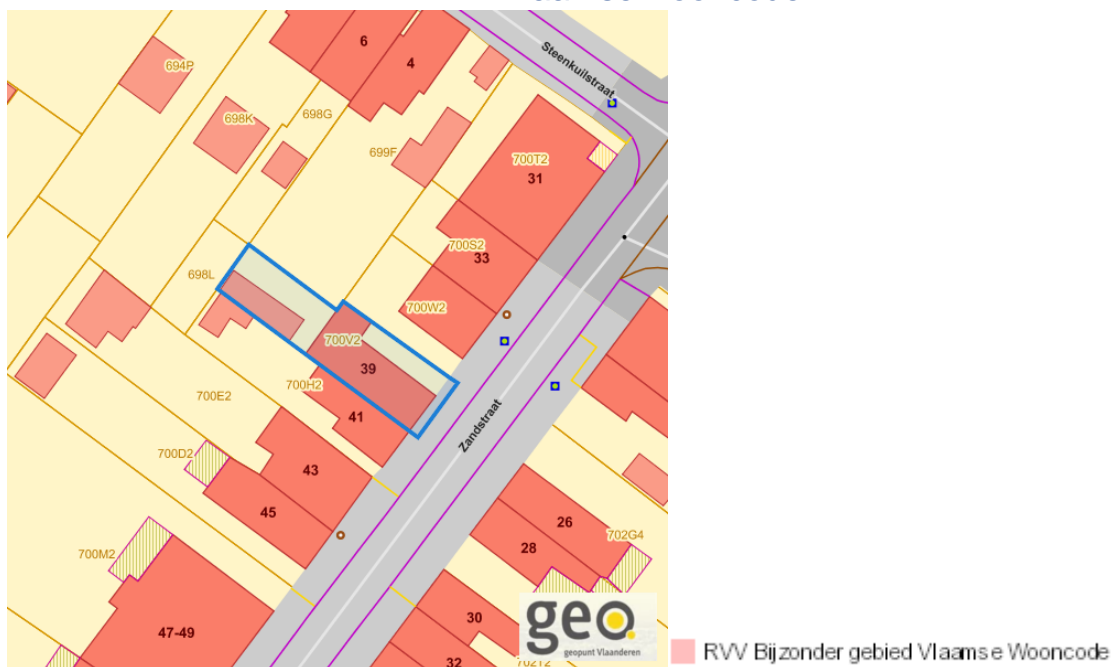 6
4
Steenkuilstraat
694P
698K
698G
699F
700T2
31
700S2
33
698L
700W2
700V2
39
700H2
700E2
41
Zandstraat
700D2
43
45
26
702G4
28
700M2
47-49
30
32
geo
geopunt Vlaanderen
RVV Bijzonder gebied Vlaamse Wooncode